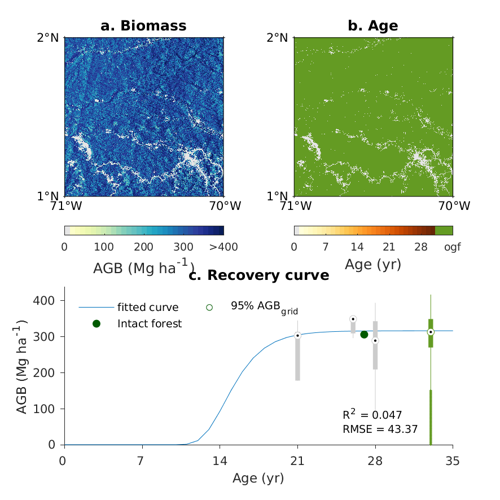 a. Biomass
b. Age
2°N
2°N
1°N
1°N
71°W
70°W
71°W
70°W
0 100 200 300 >400
0 7 14 21 28 ogf
AGB (Mg ha⁻¹)
Age (yr)
c. Recovery curve
fitted curve
95% AGB_grid
Intact forest
AGB (Mg ha⁻¹)
400
300
200
100
0
R² = 0.047
RMSE = 43.37
0 7 14 21 28 35
Age (yr)